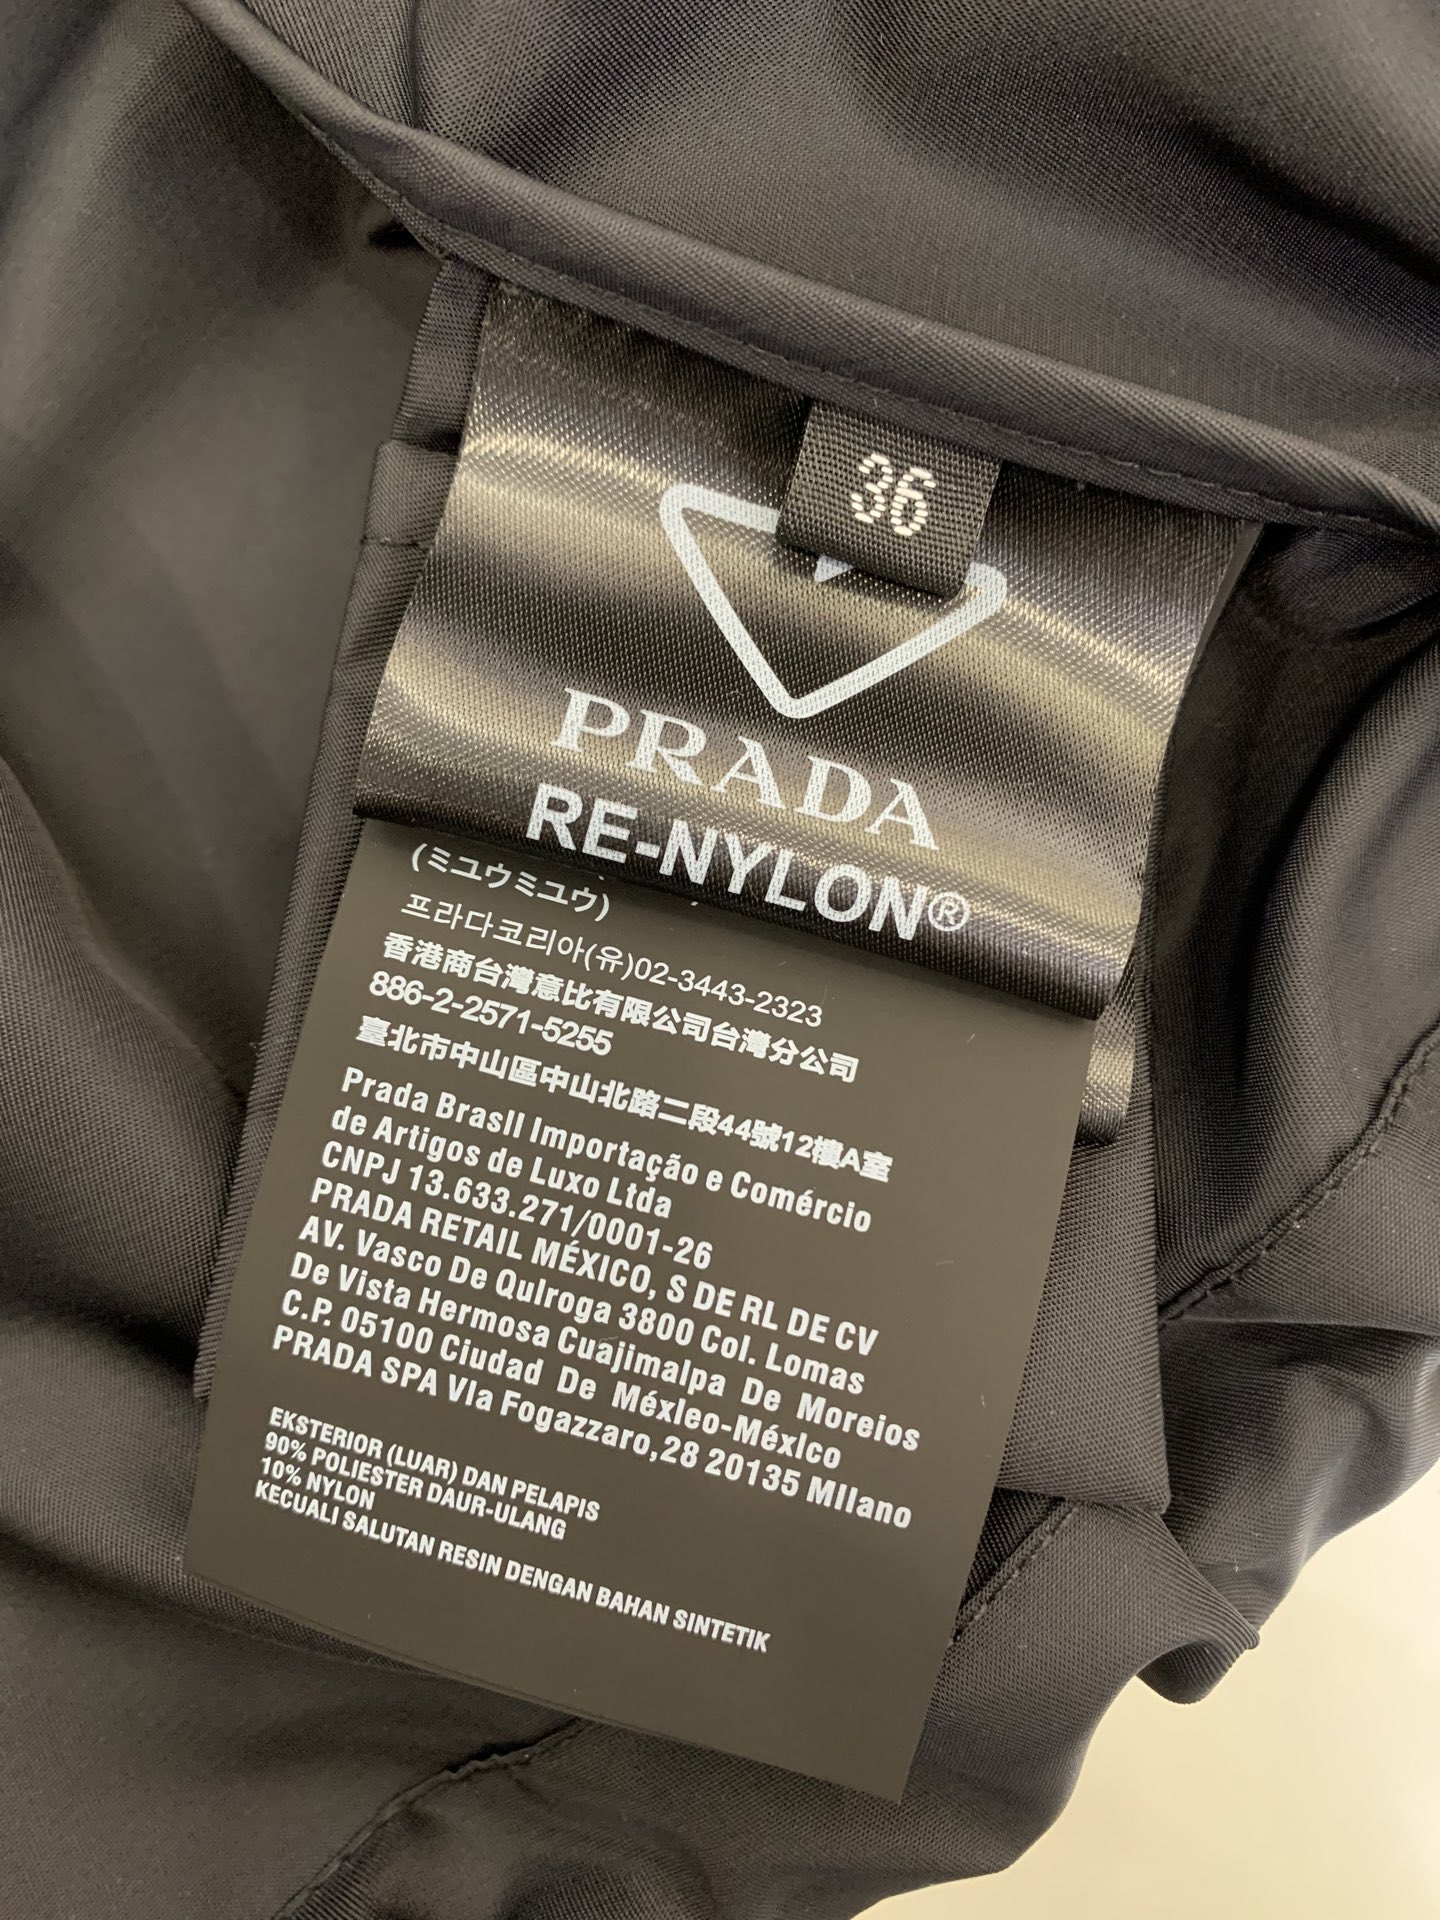 36
PRADA
RE-NYLON®
(ミュウミュウ)
프라다코리아(유)02-3443-2323
香港商台灣意比有限公司台灣分公司
886-2-2571-5255
臺北市中山區中山北路二段44號12樓A室
Prada BrasIl Importação e Comércio
de Artigos de Luxo Ltda
CNPJ 13.633.271/0001-26
PRADA RETAIL MÉXICO, S DE RL DE CV
AV. Vasco De QuIroga 3800 Col. Lomas
De Vista Hermosa Cuajimalpa De Moreios
C.P. 05100 Ciudad De Méxleo-MéxIco
PRADA SPA VIa Fogazzaro,28 20135 MIlano
EKSTERIOR (LUAR) DAN PELAPIS
90% POLIESTER DAUR-ULANG
10% NYLON
KECUALI SALUTAN RESIN DENGAN BAHAN SINTETIK